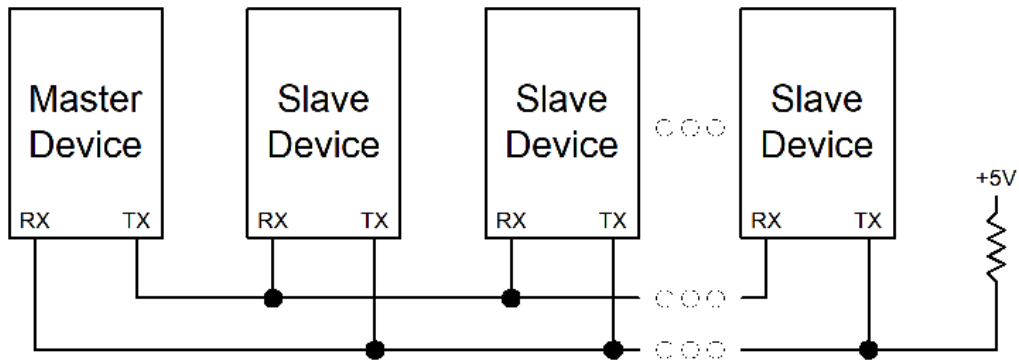 Master
Device
Slave
Device
Slave
Device
Slave
Device
+5V
RX TX
RX TX
RX TX
RX TX